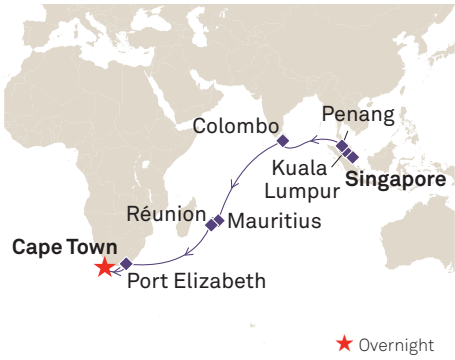 Penang
Colombo
Kuala
Lumpur
Singapore
Réunion
Mauritius
Cape Town
Port Elizabeth
Overnight